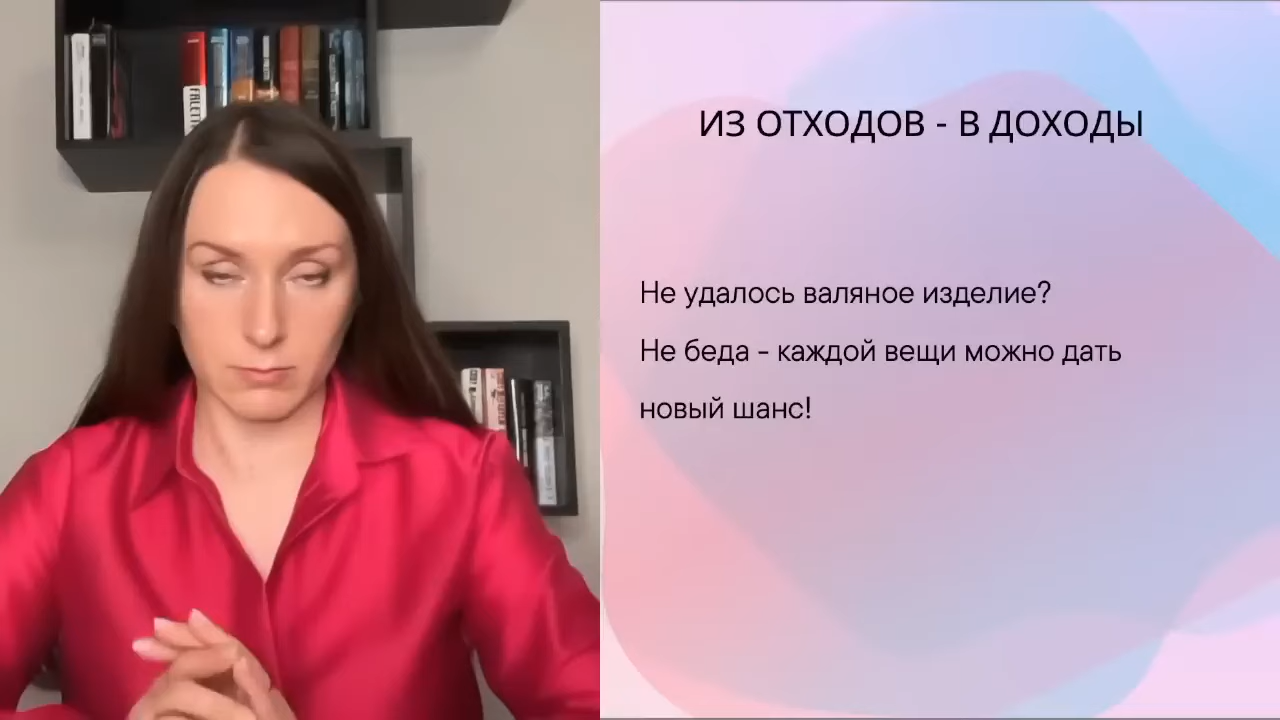 ИЗ ОТХОДОВ - В ДОХОДЫ
Не удалось валяное изделие?
Не беда - каждой вещи можно дать
новый шанс!